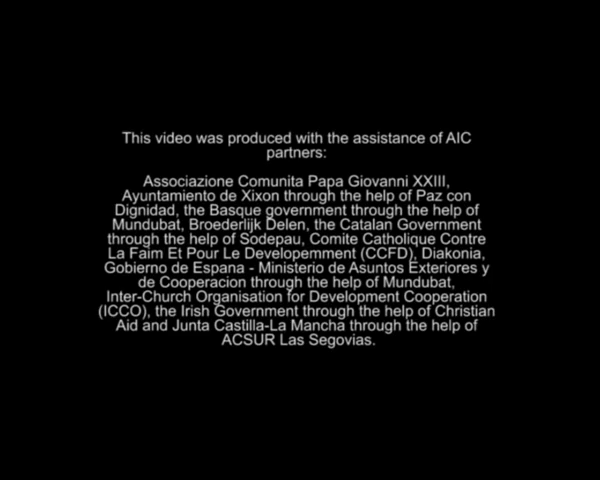 This video was produced with the assistance of AIC
partners:
Associazione Comunita Papa Giovanni XXIII,
Ayuntamiento de Xixon through the help of Paz con
Dignidad, the Basque government through the help of
Mundubat, Broederlijk Delen, the Catalan Government
through the help of Sodepau, Comite Catholique Contre
La Faim Et Pour Le Developemment (CCFD), Diakonia,
Gobierno de Espana - Ministerio de Asuntos Exteriores y
de Cooperacion through the help of Mundubat,
Inter-Church Organisation for Development Cooperation
(ICCO), the Irish Government through the help of Christian
Aid and Junta Castilla-La Mancha through the help of
ACSUR Las Segovias.